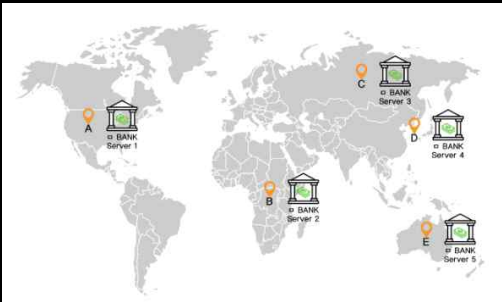 A
¤ BANK
Server 1
B
¤ BANK
Server 2
C
¤ BANK
Server 3
D
¤ BANK
Server 4
E
¤ BANK
Server 5